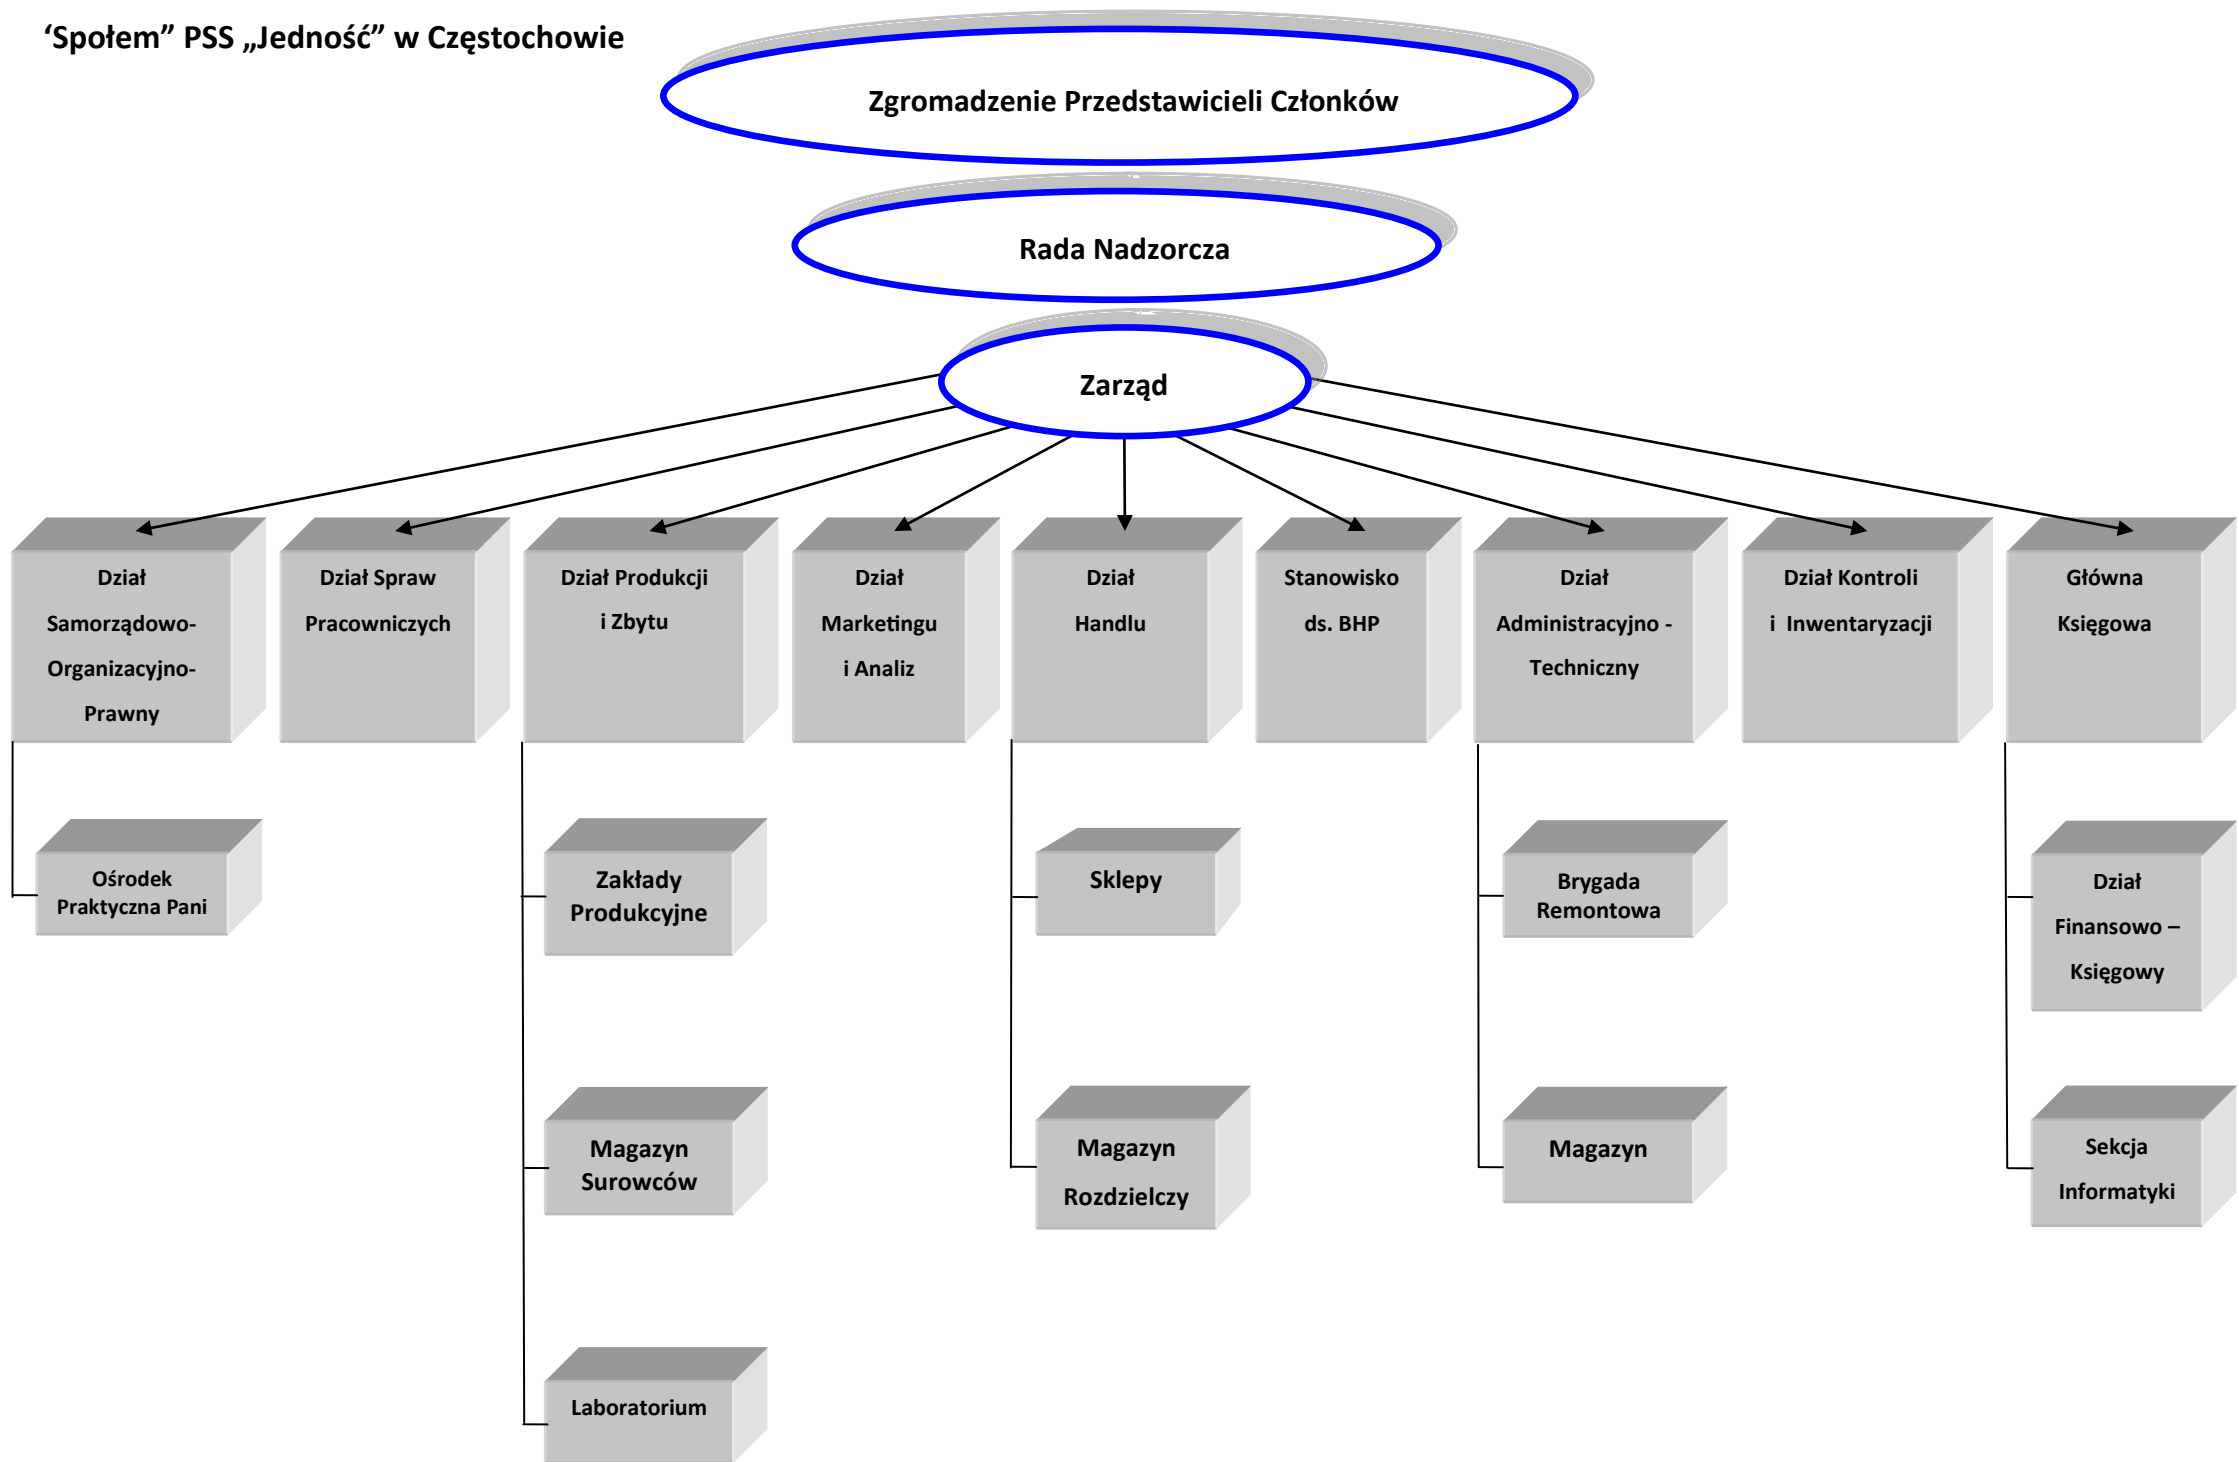 ‘Społem” PSS „Jedność” w Częstochowie
Zgromadzenie Przedstawicieli Członków
Rada Nadzorcza
Zarząd
Dział
Samorządowo-
Organizacyjno-
Prawny
Dział Spraw
Pracowniczych
Dział Produkcji
i Zbytu
Dział
Marketingu
i Analiz
Dział
Handlu
Stanowisko
ds. BHP
Dział
Administracyjno -
Techniczny
Dział Kontroli
i  Inwentaryzacji
Główna
Księgowa
Ośrodek
Praktyczna Pani
Zakłady
Produkcyjne
Sklepy
Brygada
Remontowa
Dział
Finansowo –
Księgowy
Magazyn
Surowców
Magazyn
Rozdzielczy
Magazyn
Sekcja
Informatyki
Laboratorium